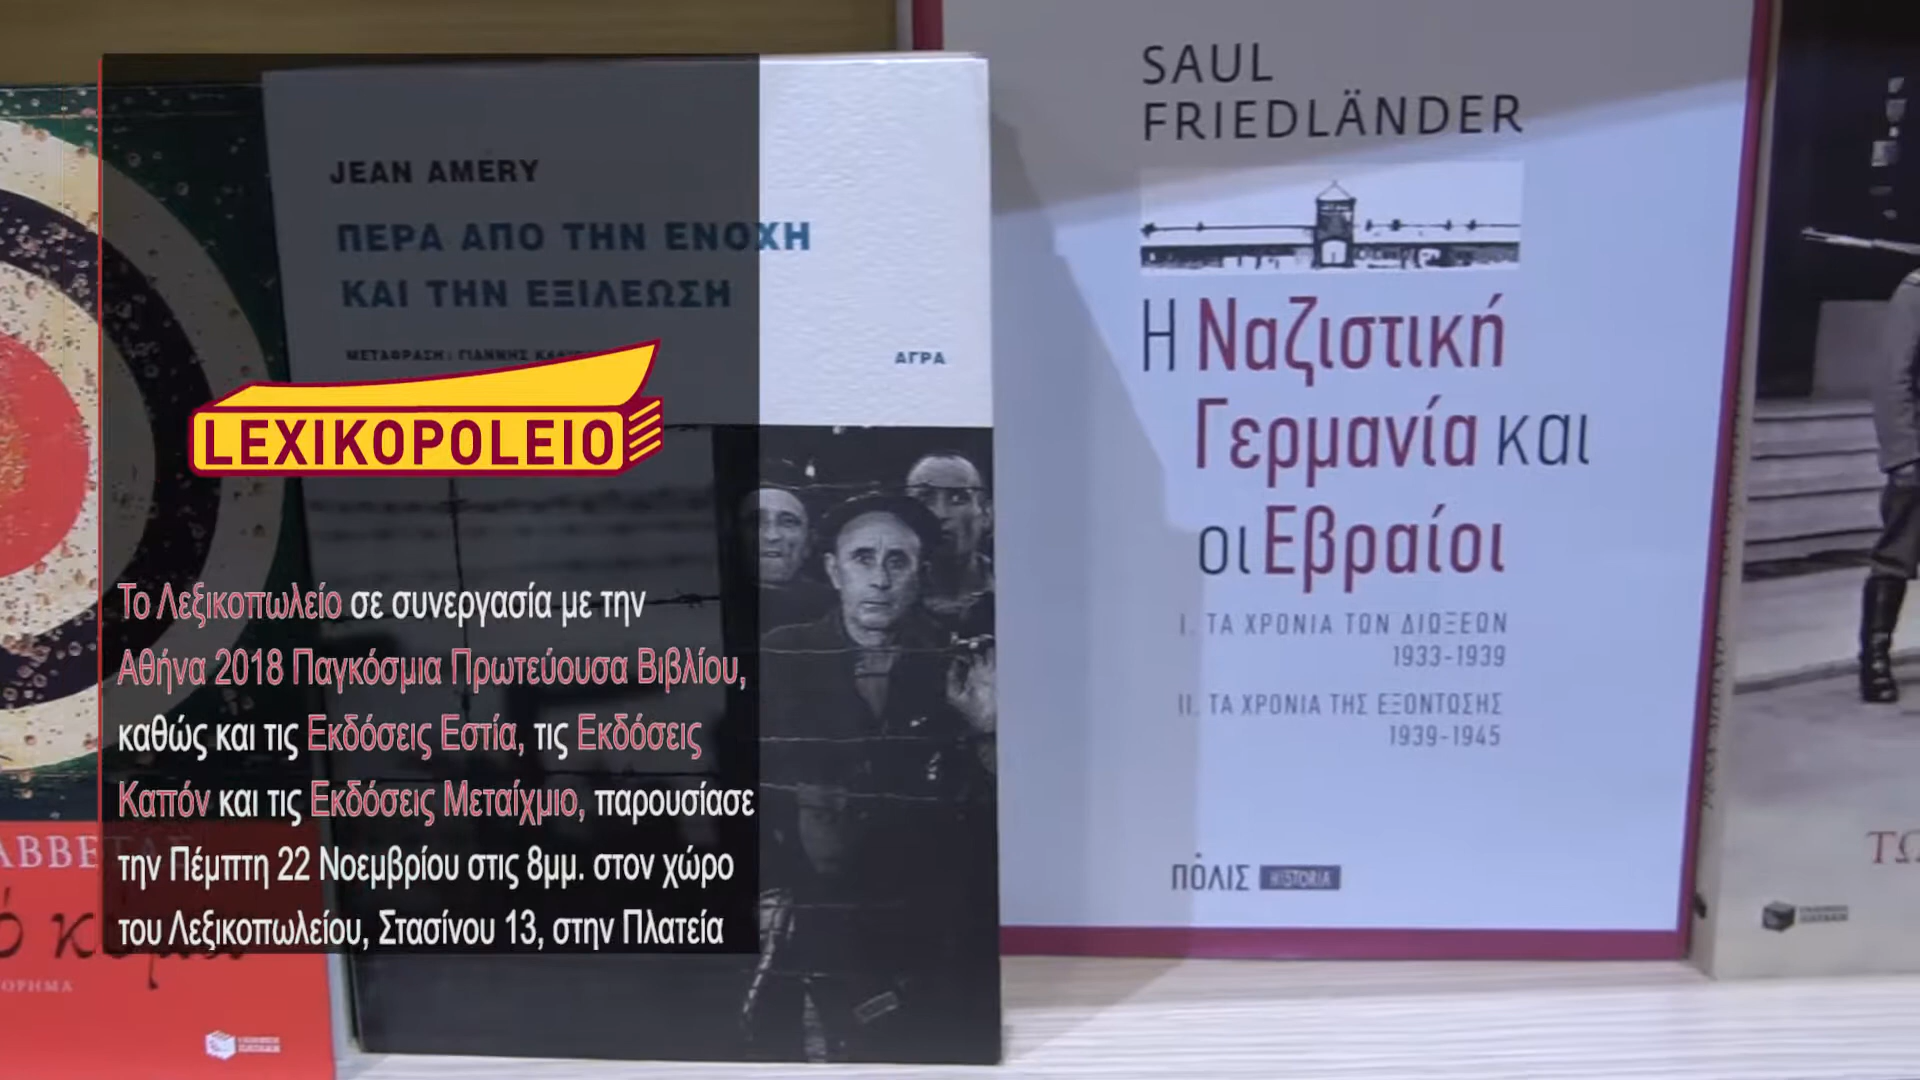 JEAN AMERY
ΠΕΡΑ ΑΠΟ ΤΗΝ ΕΝΟΧΗ
ΚΑΙ ΤΗΝ ΕΞΙΛΕΩΣΗ
ΜΕΤΑΦΡΑΣΗ: ΓΙΑΝΝΗΣ
ΑΓΡΑ
LEXIKOPOLEIO
Το Λεξικοπωλείο σε συνεργασία με την
Αθήνα 2018 Παγκόσμια Πρωτεύουσα Βιβλίου,
καθώς και τις Εκδόσεις Εστία, τις Εκδόσεις
Καπόν και τις Εκδόσεις Μεταίχμιο, παρουσίασε
την Πέμπτη 22 Νοεμβρίου στις 8μμ. στον χώρο
του Λεξικοπωλείου, Στασίνου 13, στην Πλατεία
SAUL
FRIEDLÄNDER
Η Ναζιστική
Γερμανία και
οι Εβραίοι
Ι. ΤΑ ΧΡΟΝΙΑ ΤΩΝ ΔΙΩΞΕΩΝ
1933-1939
ΙΙ. ΤΑ ΧΡΟΝΙΑ ΤΗΣ ΕΞΟΝΤΩΣΗΣ
1939-1945
ΠΟΛΙΣ HISTORIA